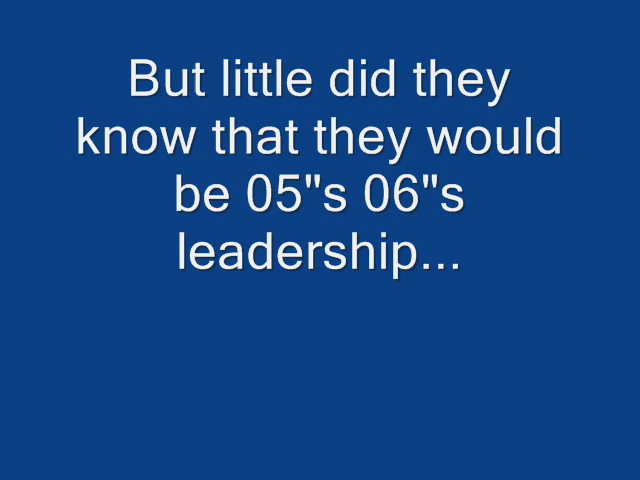 But little did they
know that they would
be 05"s 06"s
leadership...